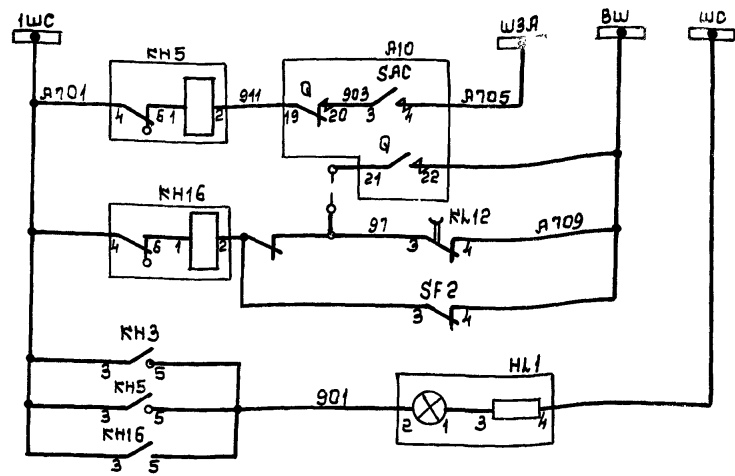 1ШС ШЗА ВШ ШС
КН5 А10
SAC
А701 911 Q 903 А705
4 6 1 2 19 20 3 4
Q
21 22
КН16
97 KL12 А709
4 6 1 2 3 4
SF2
3 4
КН3
3 5
КН5
3 5
901 HL1
2 1 3 4
КН16
3 5